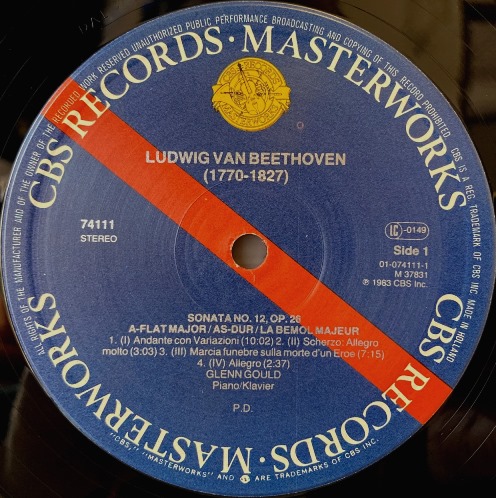 ALL RIGHTS OF THE MANUFACTURER AND OF THE OWNER OF THE RECORDED WORK RESERVED UNAUTHORIZED PUBLIC PERFORMANCE BROADCASTING AND COPYING OF THIS RECORD PROHIBITED. CBS IS A REG. TRADEMARK OF CBS INC. MADE IN HOLLAND
CBS RECORDS · MASTERWORKS
CBS RECORDS · MASTERWORKS
CBS RECORDS
MASTERWORKS
LUDWIG VAN BEETHOVEN
(1770-1827)
74111
STEREO
LC-0149
Side 1
01-074111-1
M 37831
℗ 1983 CBS Inc.
SONATA NO. 12, OP. 26
A-FLAT MAJOR / AS-DUR / LA BEMOL MAJEUR
1. (I) Andante con Variazioni (10:02) 2. (II) Scherzo: Allegro
molto (3:03) 3. (III) Marcia funebre sulla morte d'un Eroe (7:15)
4. (IV) Allegro (2:37)
GLENN GOULD
Piano/Klavier
P.D.
"CBS," "MASTERWORKS," AND ARE TRADEMARKS OF CBS INC.